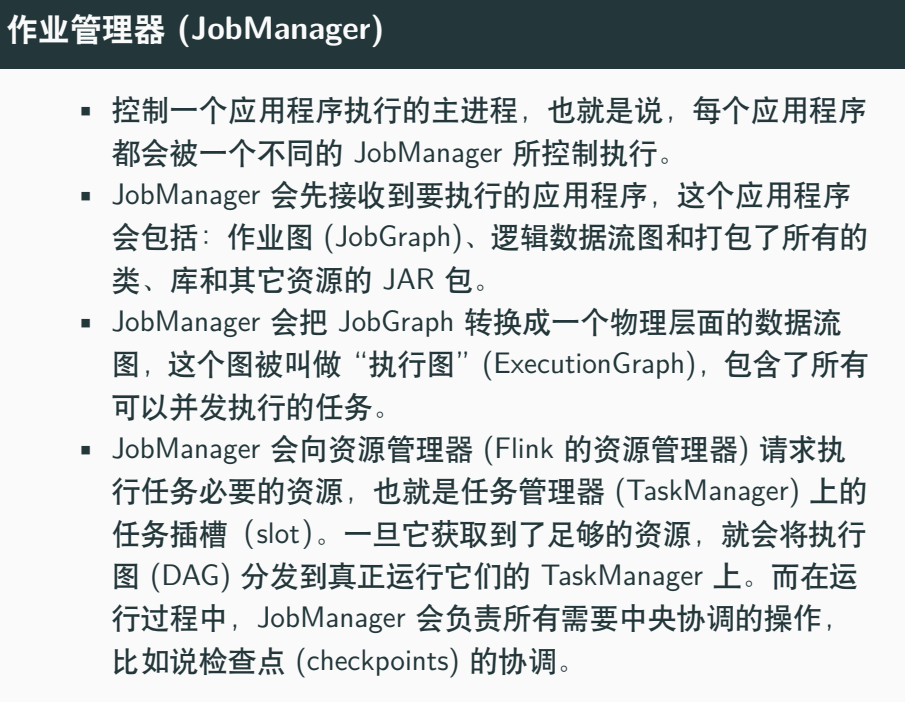 作业管理器 (JobManager)
▪ 控制一个应用程序执行的主进程，也就是说，每个应用程序
都会被一个不同的 JobManager 所控制执行。
▪ JobManager 会先接收到要执行的应用程序，这个应用程序
会包括：作业图 (JobGraph)、逻辑数据流图和打包了所有的
类、库和其它资源的 JAR 包。
▪ JobManager 会把 JobGraph 转换成一个物理层面的数据流
图，这个图被叫做“执行图”(ExecutionGraph)，包含了所有
可以并发执行的任务。
▪ JobManager 会向资源管理器 (Flink 的资源管理器) 请求执
行任务必要的资源，也就是任务管理器 (TaskManager) 上的
任务插槽（slot）。一旦它获取到了足够的资源，就会将执行
图 (DAG) 分发到真正运行它们的 TaskManager 上。而在运
行过程中，JobManager 会负责所有需要中央协调的操作，
比如说检查点 (checkpoints) 的协调。